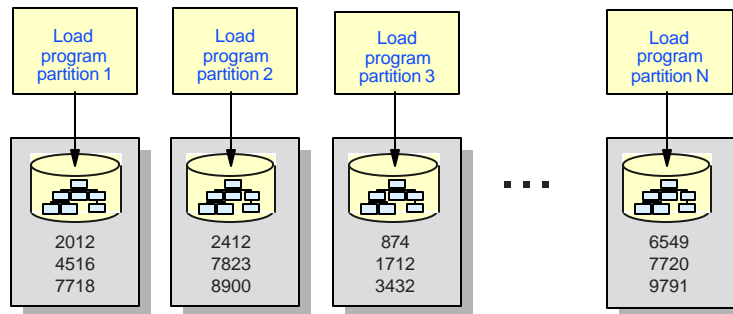 Load
program
partition 1
Load
program
partition 2
Load
program
partition 3
Load
program
partition N
2012
4516
7718
2412
7823
8900
874
1712
3432
...
6549
7720
9791